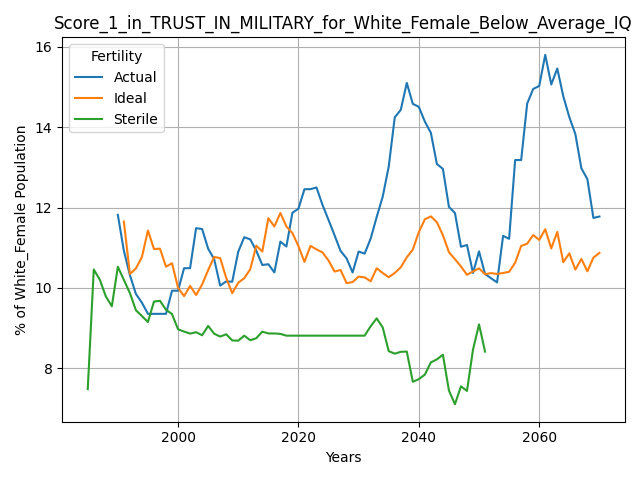 Score_1_in_TRUST_IN_MILITARY_for_White_Female_Below_Average_IQ
Fertility
Actual
Ideal
Sterile
% of White_Female Population
16
14
12
10
8
2000 2020 2040 2060
Years